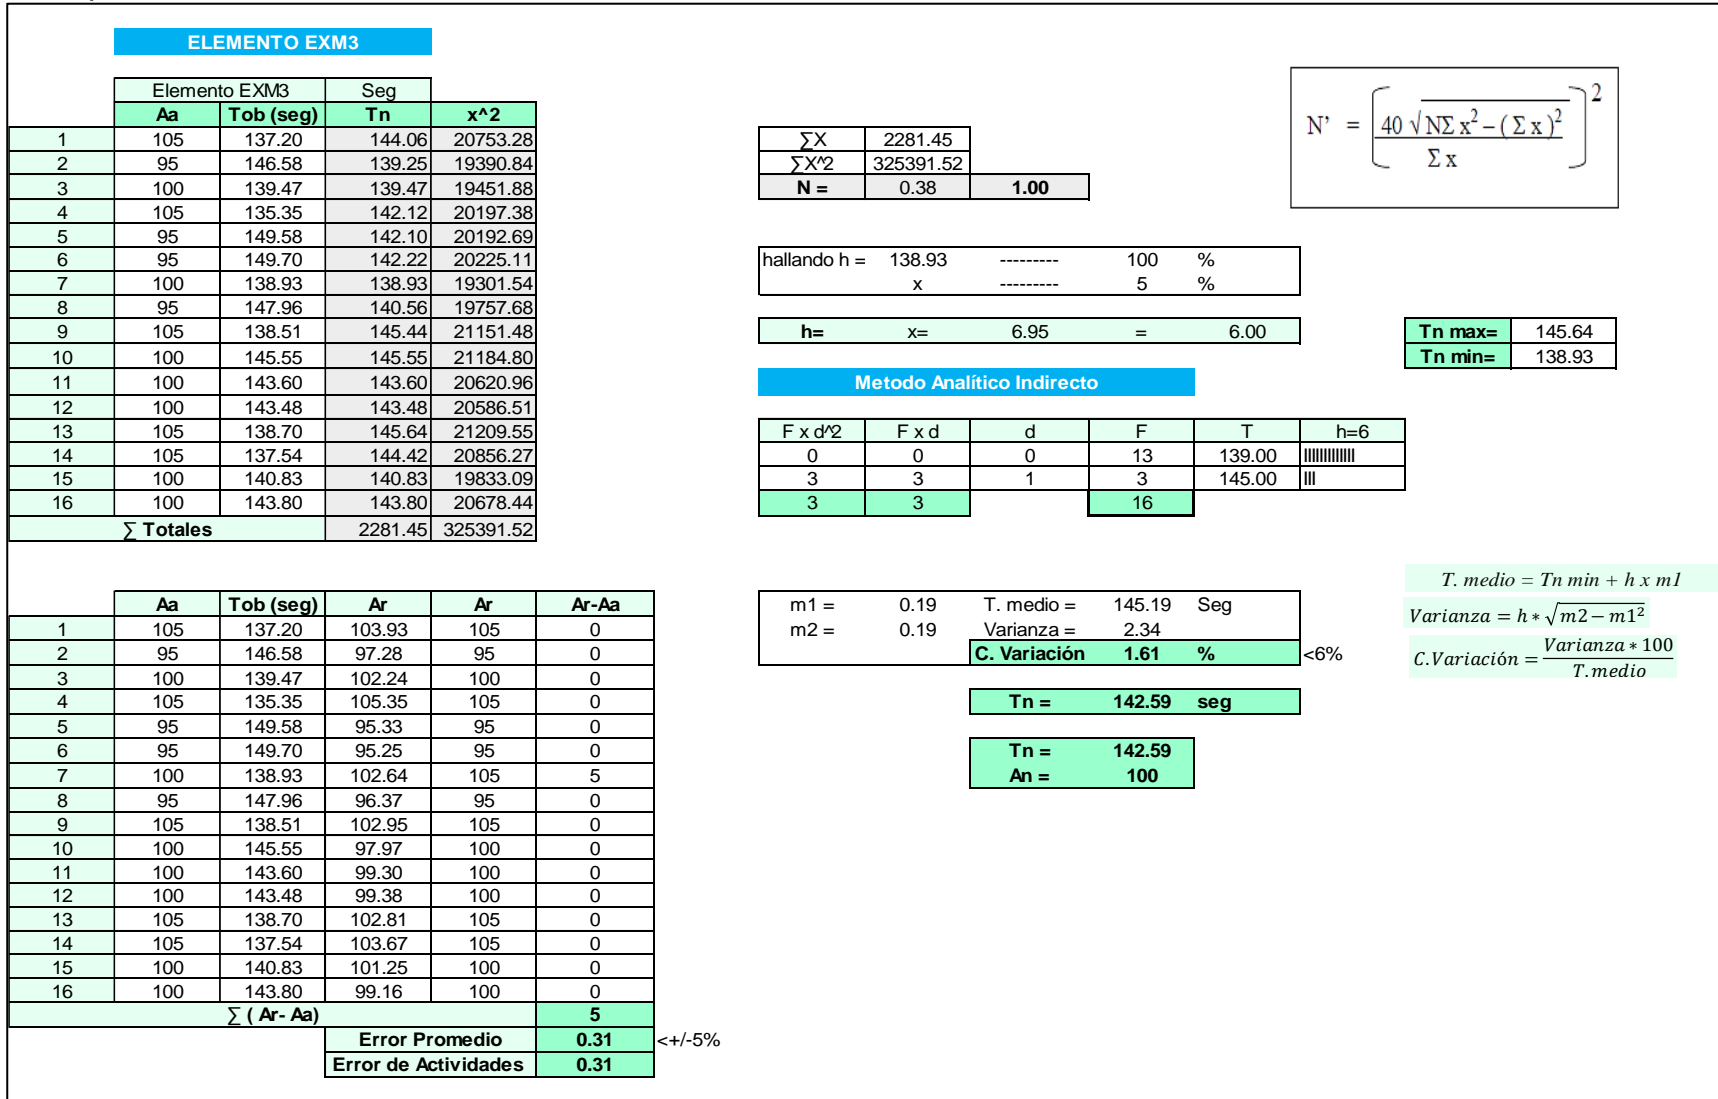 ELEMENTO EXM3
Elemento EXM3 Seg
Aa Tob (seg) Tn x^2
1 105 137.20 144.06 20753.28
2 95 146.58 139.25 19390.84
3 100 139.47 139.47 19451.88
4 105 135.35 142.12 20197.38
5 95 149.58 142.10 20192.69
6 95 149.70 142.22 20225.11
7 100 138.93 138.93 19301.54
8 95 147.96 140.56 19757.68
9 105 138.51 145.44 21151.48
10 100 145.55 145.55 21184.80
11 100 143.60 143.60 20620.96
12 100 143.48 143.48 20586.51
13 105 138.70 145.64 21209.55
14 105 137.54 144.42 20856.27
15 100 140.83 140.83 19833.09
16 100 143.80 143.80 20678.44
∑ Totales 2281.45 325391.52
∑X 2281.45
∑X^2 325391.52
N = 0.38 1.00
N' = [40 √NΣ x² − (Σ x)² / Σ x]²
hallando h = 138.93 --------- 100 %
x --------- 5 %
h= x= 6.95 = 6.00
Tn max= 145.64
Tn min= 138.93
Metodo Analítico Indirecto
F x d^2 F x d d F T h=6
0 0 0 13 139.00 IIIIIIIIIIIII
3 3 1 3 145.00 III
3 3 16
Aa Tob (seg) Ar Ar Ar-Aa
1 105 137.20 103.93 105 0
2 95 146.58 97.28 95 0
3 100 139.47 102.24 100 0
4 105 135.35 105.35 105 0
5 95 149.58 95.33 95 0
6 95 149.70 95.25 95 0
7 100 138.93 102.64 105 5
8 95 147.96 96.37 95 0
9 105 138.51 102.95 105 0
10 100 145.55 97.97 100 0
11 100 143.60 99.30 100 0
12 100 143.48 99.38 100 0
13 105 138.70 102.81 105 0
14 105 137.54 103.67 105 0
15 100 140.83 101.25 100 0
16 100 143.80 99.16 100 0
∑ ( Ar- Aa) 5
Error Promedio 0.31 <+/-5%
Error de Actividades 0.31
m1 = 0.19 T. medio = 145.19 Seg
m2 = 0.19 Varianza = 2.34
C. Variación 1.61 % <6%
Tn = 142.59 seg
Tn = 142.59
An = 100
T. medio = Tn min + h x m1
Varianza = h * √m2 − m1²
C.Variación = Varianza * 100 / T.medio